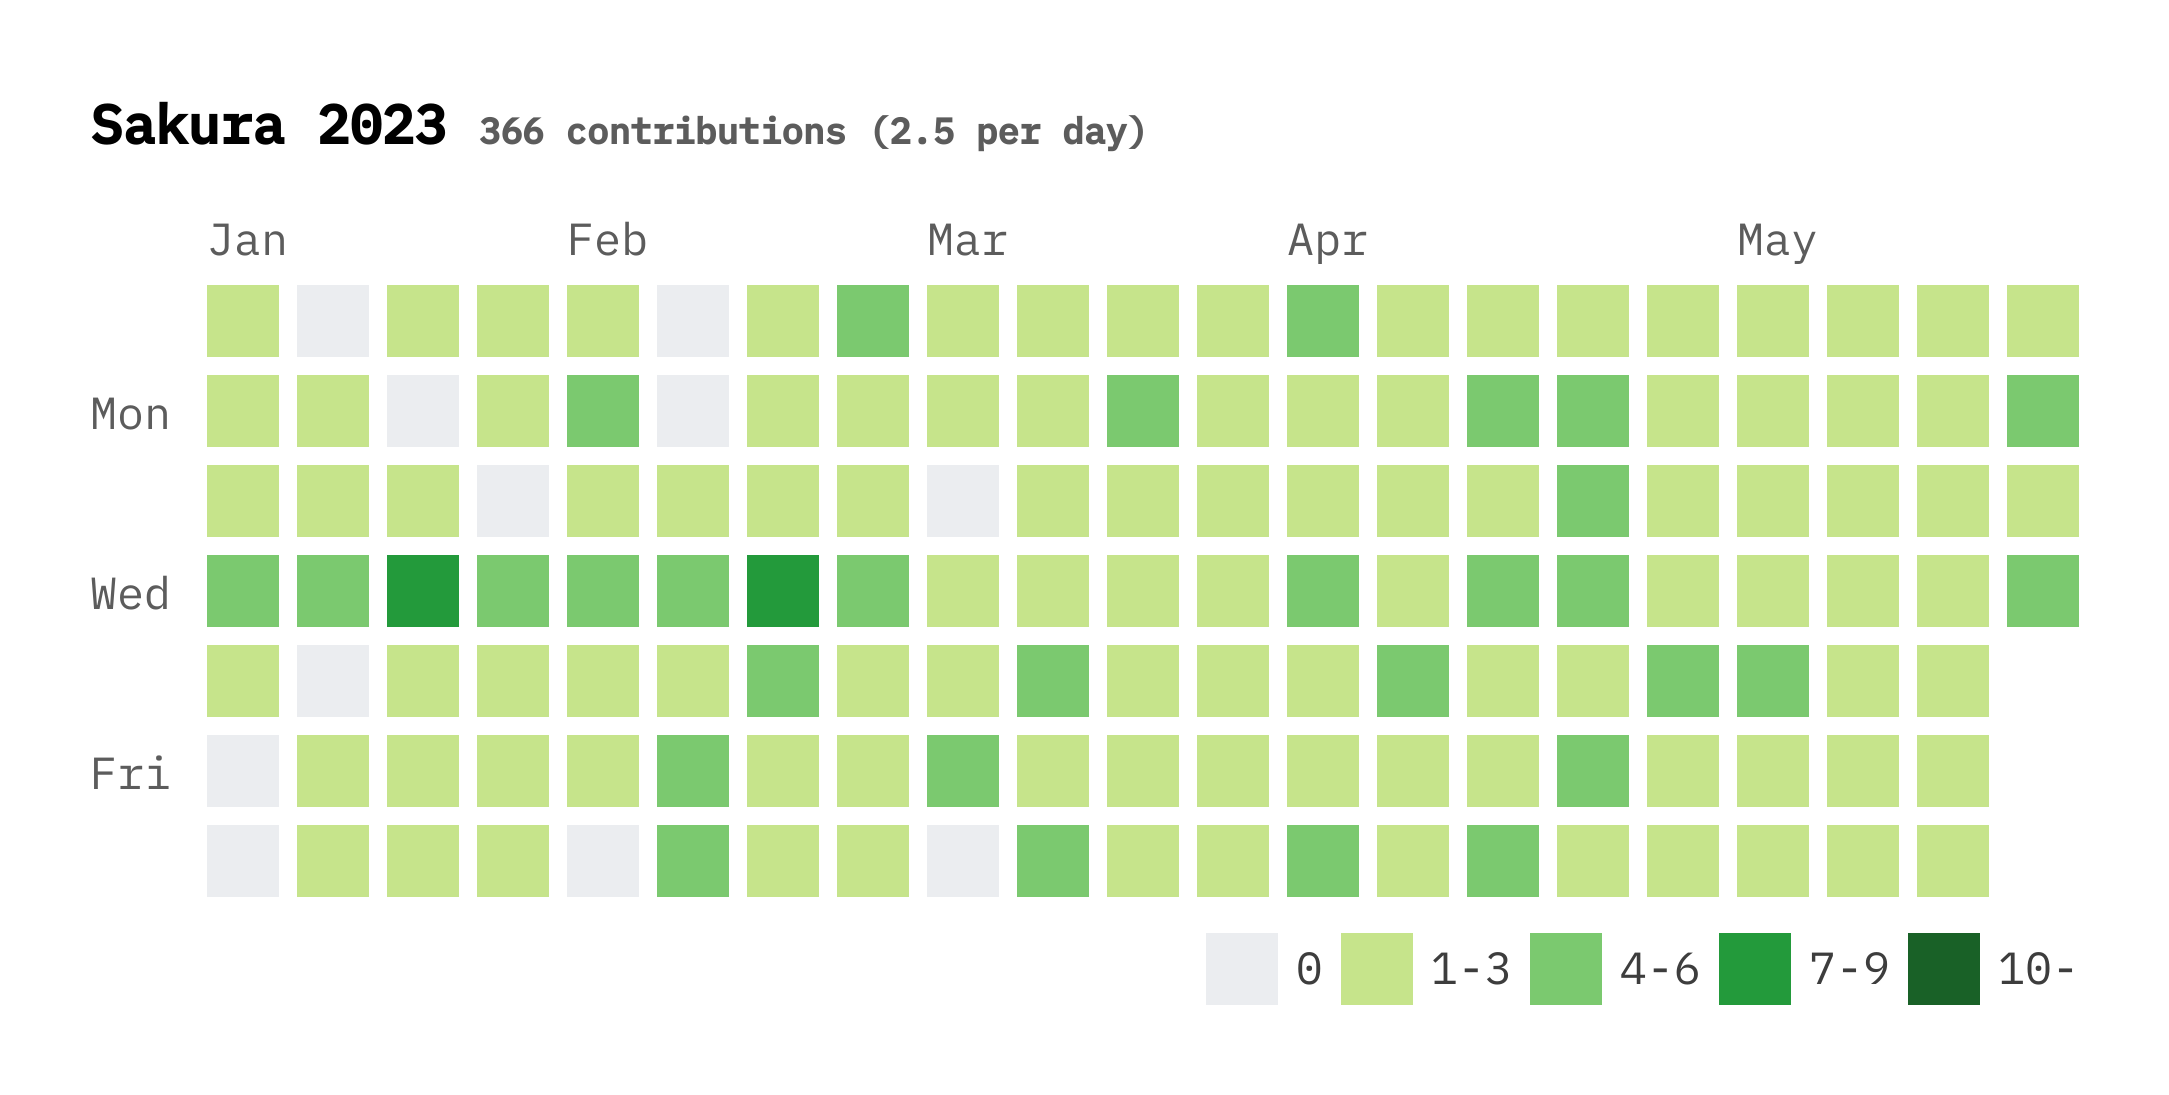 Sakura 2023 366 contributions (2.5 per day)
Jan Feb Mar Apr May
Mon
Wed
Fri
0 1-3 4-6 7-9 10-